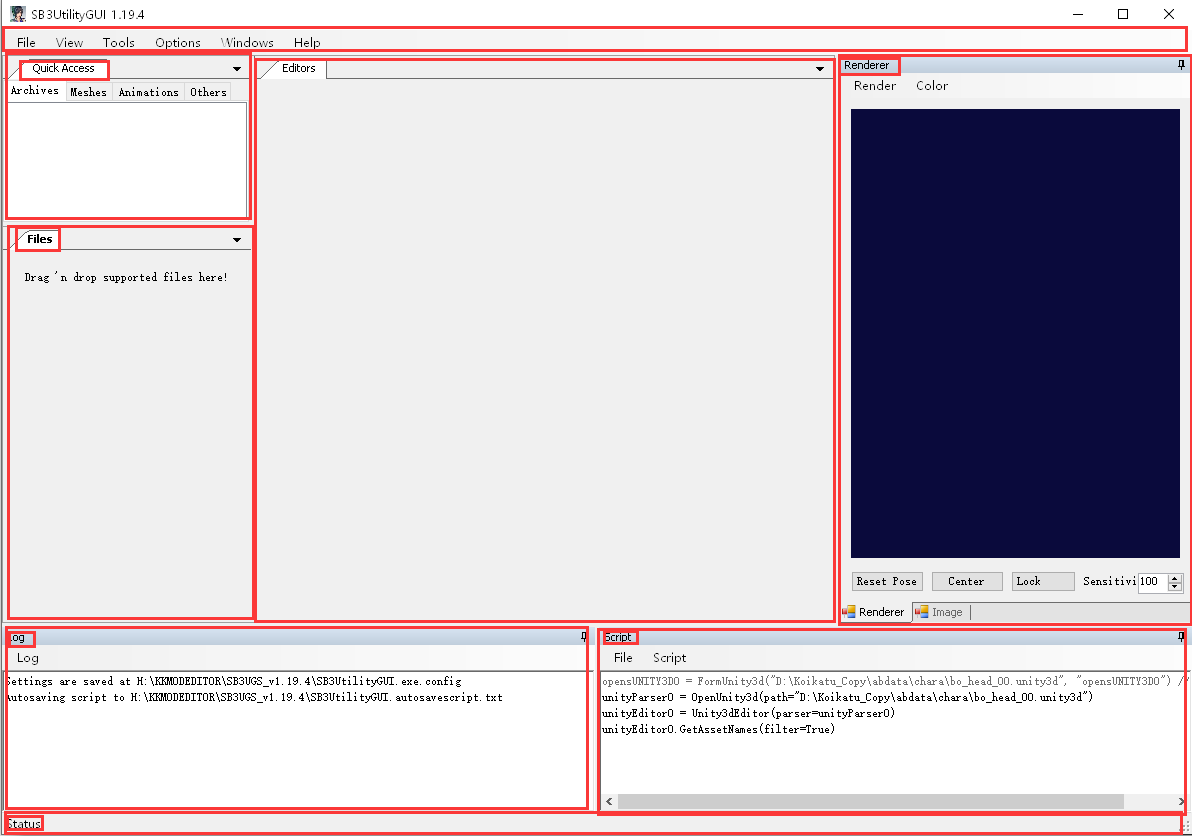 SB3UtilityGUI 1.19.4
File View Tools Options Windows Help
Quick Access
Archives Meshes Animations Others
Files
Drag 'n drop supported files here!
Editors
Renderer
Render Color
Reset Pose Center Lock Sensitivi 100
Renderer Image
Log
Log
Settings are saved at H:\KKMODEDITOR\SB3UGS_v1.19.4\SB3UtilityGUI.exe.config
Autosaving script to H:\KKMODEDITOR\SB3UGS_v1.19.4\SB3UtilityGUI.autosavescript.txt
Script
File Script
opensUNITY3D0 = FormUnity3d("D:\Koikatu_Copy\abdata\chara\bo_head_00.unity3d", "opensUNITY3D0") //
unityParser0 = OpenUnity3d(path="D:\Koikatu_Copy\abdata\chara\bo_head_00.unity3d")
unityEditor0 = Unity3dEditor(parser=unityParser0)
unityEditor0.GetAssetNames(filter=True)
Status